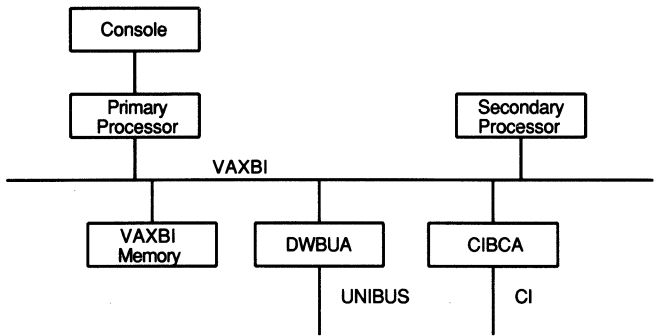 Console
Primary
Processor
Secondary
Processor
VAXBI
VAXBI
Memory
DWBUA
CIBCA
UNIBUS
CI